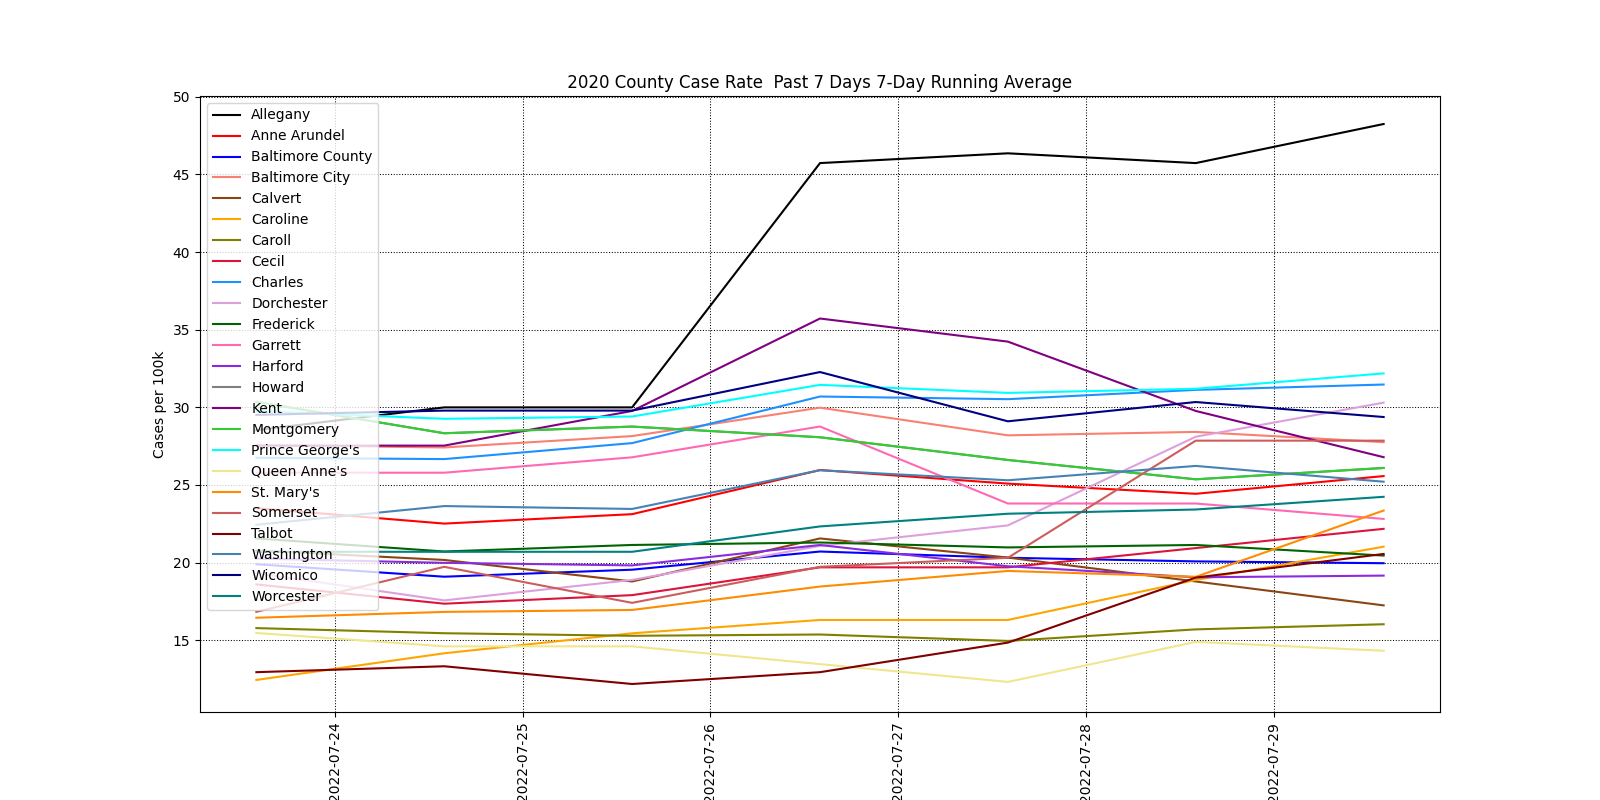 2020 County Case Rate  Past 7 Days 7-Day Running Average
50
45
40
35
30
25
20
15
Cases per 100k
Allegany
Anne Arundel
Baltimore County
Baltimore City
Calvert
Caroline
Caroll
Cecil
Charles
Dorchester
Frederick
Garrett
Harford
Howard
Kent
Montgomery
Prince George's
Queen Anne's
St. Mary's
Somerset
Talbot
Washington
Wicomico
Worcester
2022-07-24
2022-07-25
2022-07-26
2022-07-27
2022-07-28
2022-07-29